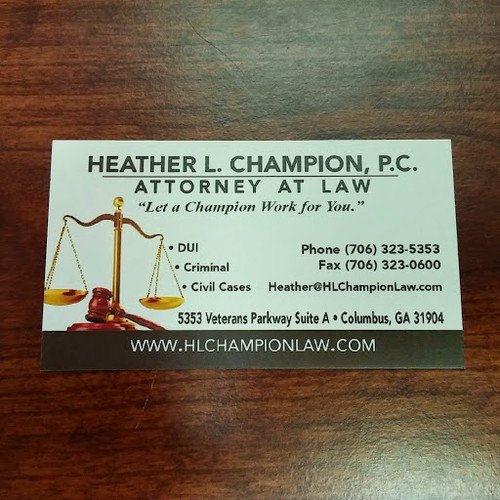 HEATHER L. CHAMPION, P.C.
ATTORNEY AT LAW
“Let a Champion Work for You.”
• DUI
• Criminal
• Civil Cases
Phone (706) 323-5353
Fax (706) 323-0600
Heather@HLChampionLaw.com
5353 Veterans Parkway Suite A • Columbus, GA 31904
WWW.HLCHAMPIONLAW.COM